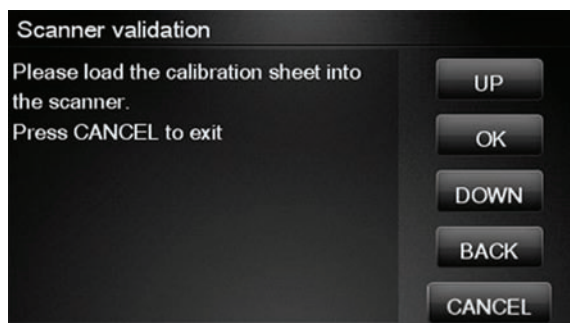 Scanner validation
Please load the calibration sheet into
the scanner.
Press CANCEL to exit
UP
OK
DOWN
BACK
CANCEL